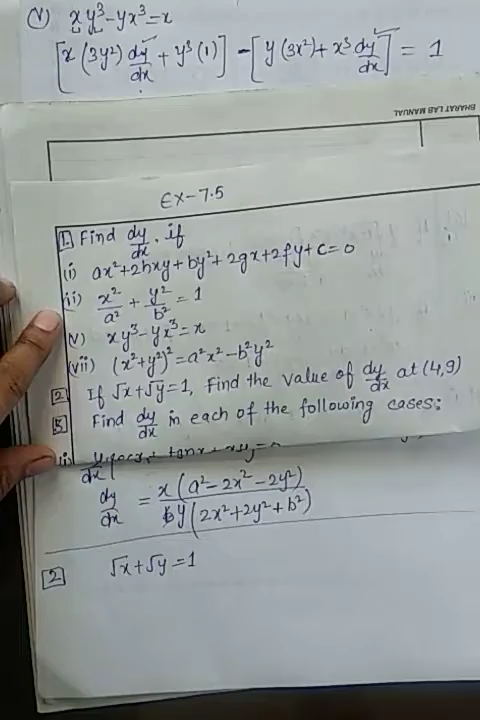 (v) xy³-yx³=x
[x(3y²) dy/dx + y³(1)] - [y(3x²)+x³ dy/dx] = 1
BHARAT LAB MANUAL
EX-7.5
1. Find dy/dx, if
(i) ax²+2hxy+by²+2gx+2fy+c=0
(ii) x²/a² + y²/b² = 1
(v) xy³-yx³=x
(vii) (x²+y²)²=a²x²-b²y²
2. If √x+√y=1, Find the value of dy/dx at (4,9)
5 Find dy/dx in each of the following cases:
dy/dx = x(a²-2x²-2y²)/y(2x²+2y²+b²)
2 √x+√y=1